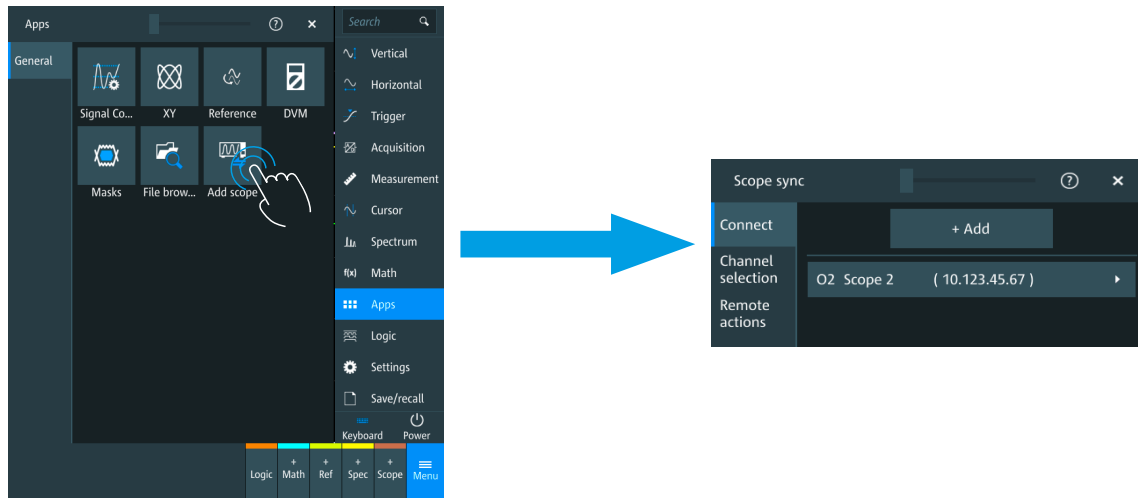 Apps
?
×
General
Signal Co...
XY
Reference
DVM
Masks
File brow...
Add scope
Search
Vertical
Horizontal
Trigger
Acquisition
Measurement
Cursor
Spectrum
f(x) Math
Apps
Logic
Settings
Save/recall
Keyboard
Power
Logic
+ Math
+ Ref
+ Spec
+ Scope
Menu
Scope sync
?
×
Connect
Channel
selection
Remote
actions
+ Add
O2 Scope 2 ( 10.123.45.67 )